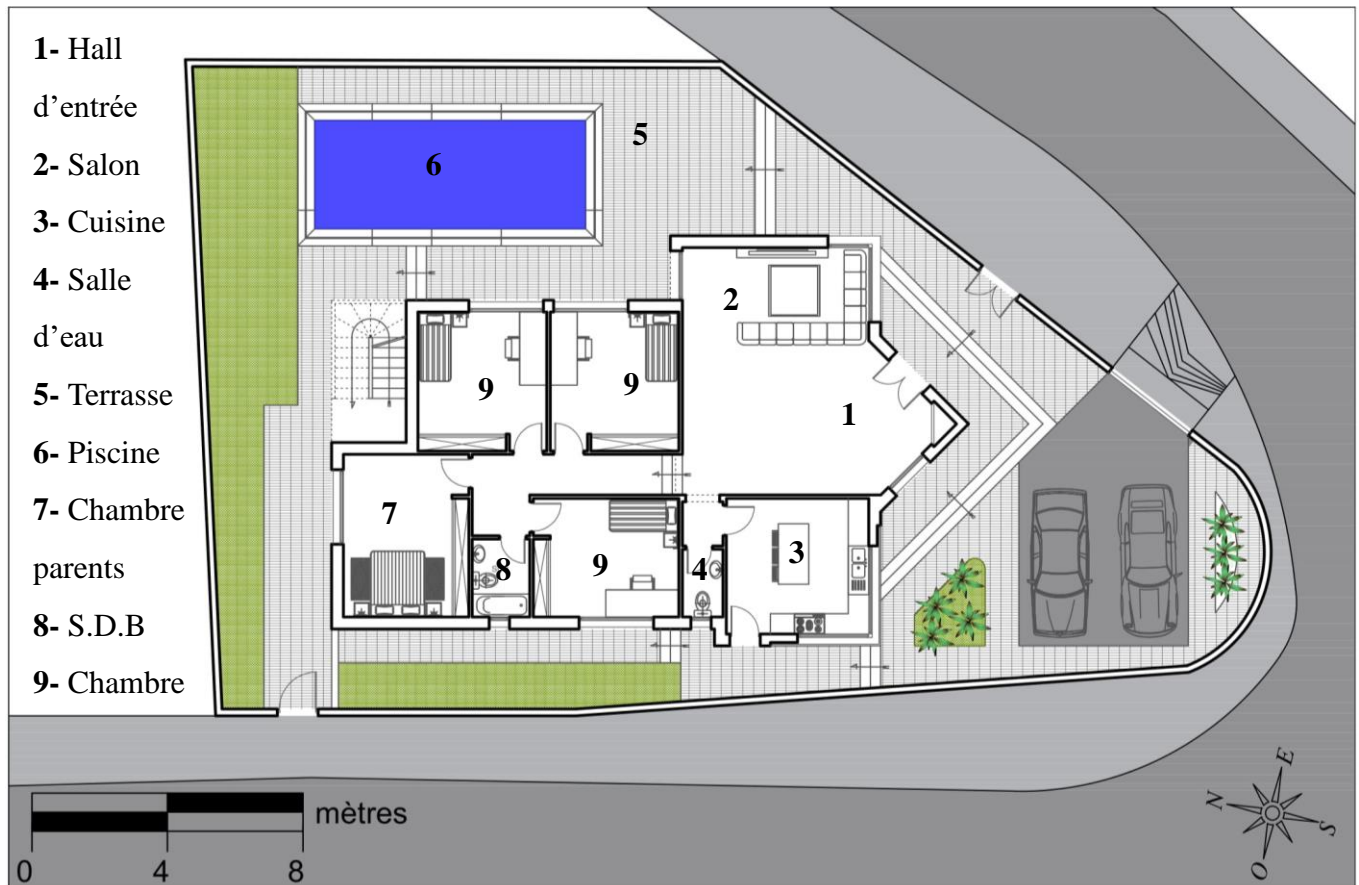 1- Hall
d’entrée
2- Salon
3- Cuisine
4- Salle
d’eau
5- Terrasse
6- Piscine
7- Chambre
parents
8- S.D.B
9- Chambre
5
6
2
9
9
1
7
8
9
4
3
mètres
0 4 8
N
E
S
O